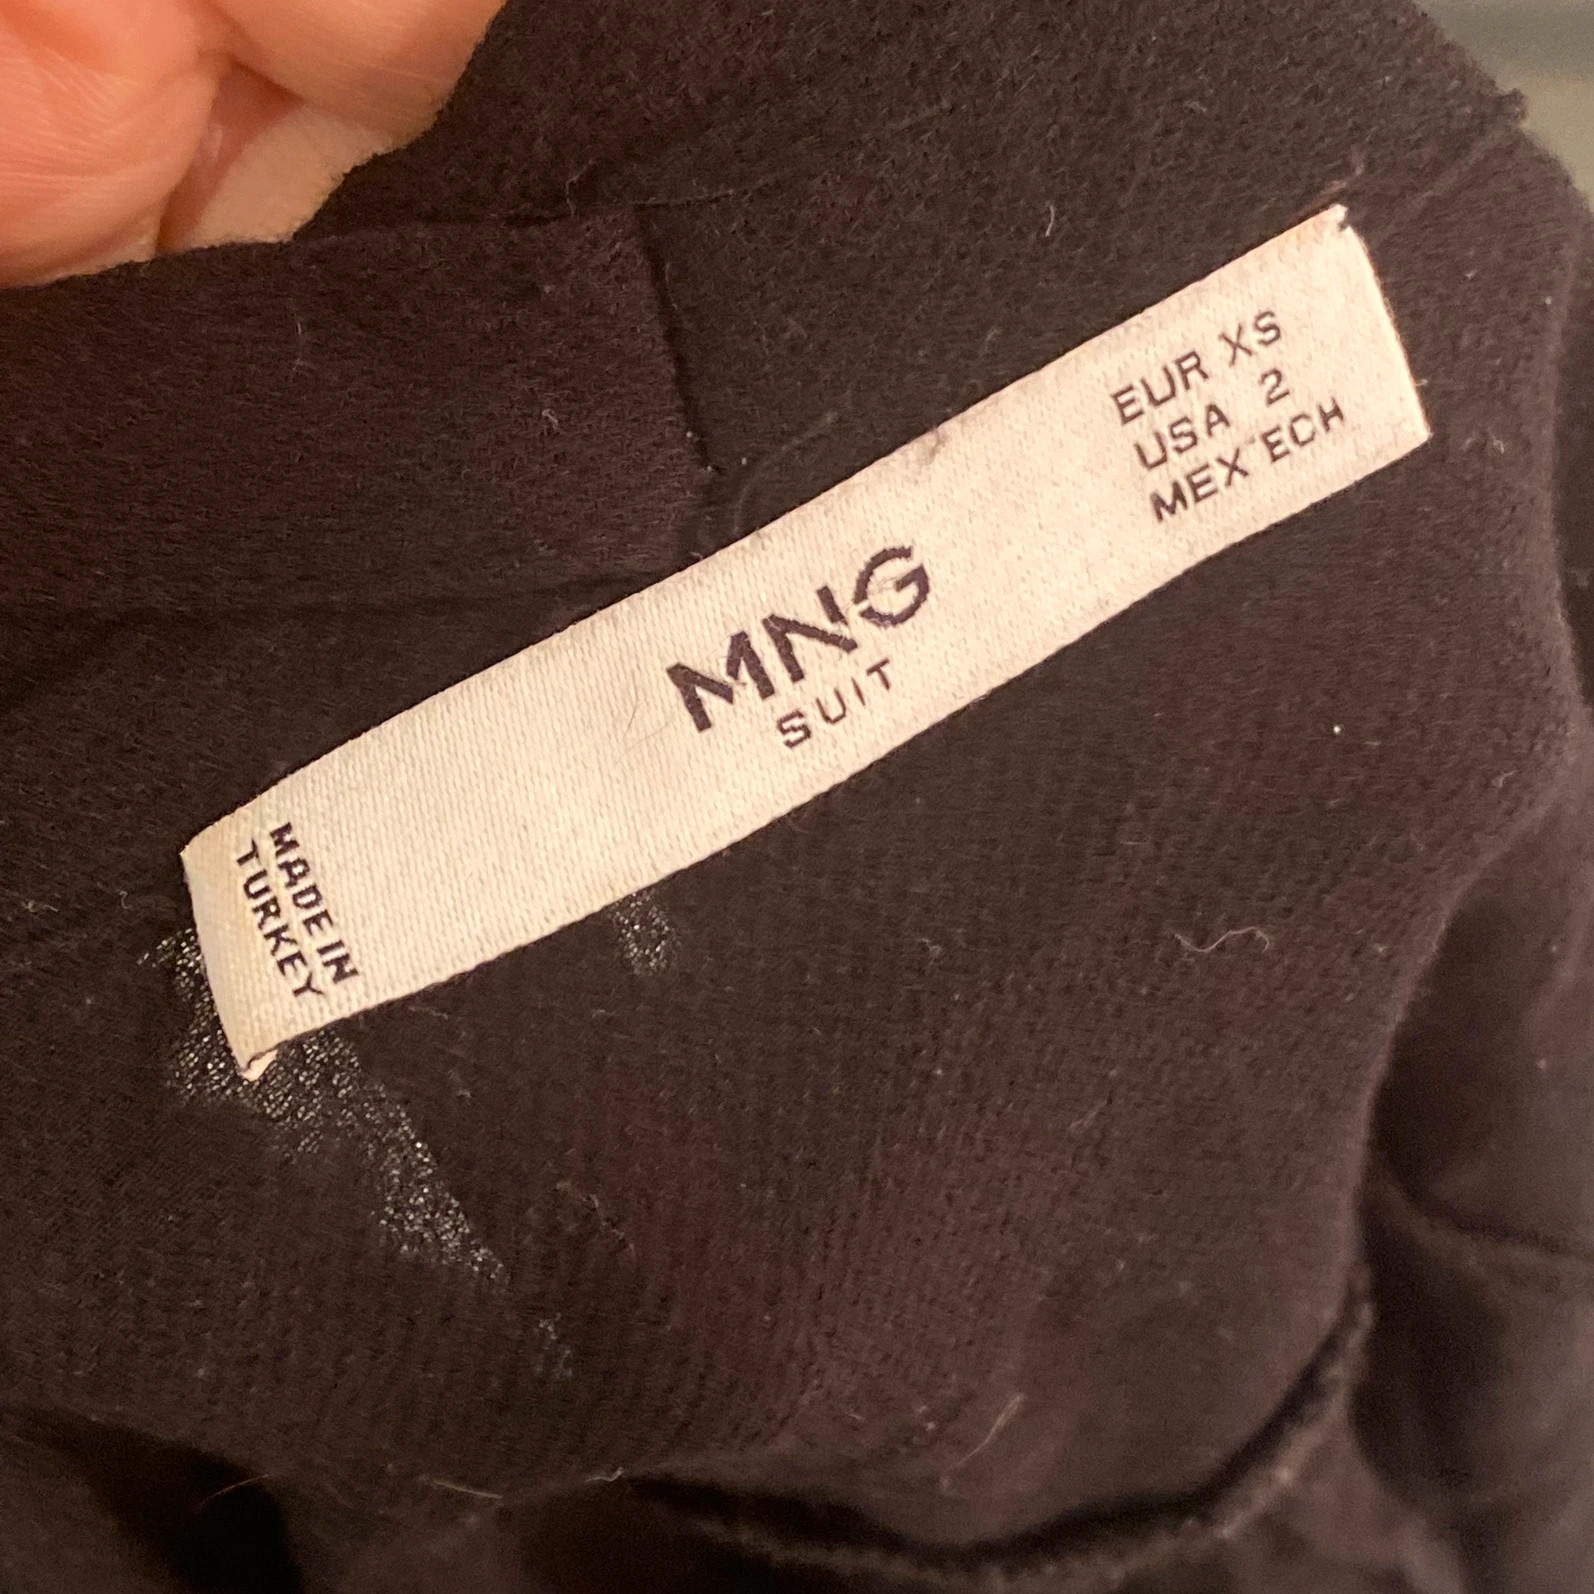 EUR XS
USA 2
MEX ECH
MNG
SUIT
MADE IN
TURKEY